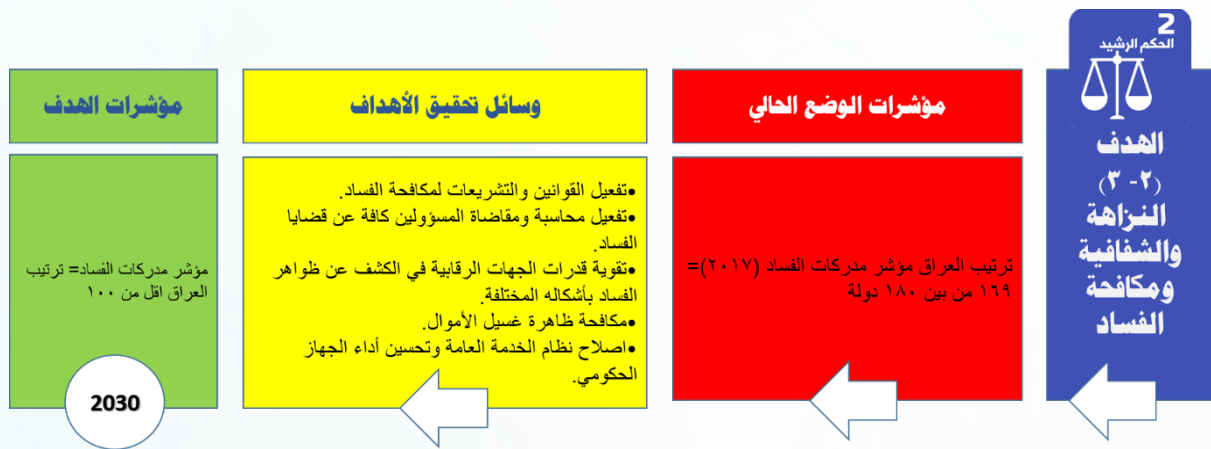 2
الحكم الرشيد
الهدف
(٢- ٣)
النزاهة
والشفافية
ومكافحة
الفساد
مؤشرات الوضع الحالي
ترتيب العراق مؤشر مدركات الفساد (٢٠١٧)=
١٦٩ من بين ١٨٠ دولة
وسائل تحقيق الأهداف
•تفعيل القوانين والتشريعات لمكافحة الفساد.
•تفعيل محاسبة ومقاضاة المسؤولين كافة عن قضايا
الفساد.
•تقوية قدرات الجهات الرقابية في الكشف عن ظواهر
الفساد بأشكاله المختلفة.
•مكافحة ظاهرة غسيل الأموال.
•اصلاح نظام الخدمة العامة وتحسين أداء الجهاز
الحكومي.
مؤشرات الهدف
مؤشر مدركات الفساد= ترتيب
العراق اقل من ١٠٠
2030